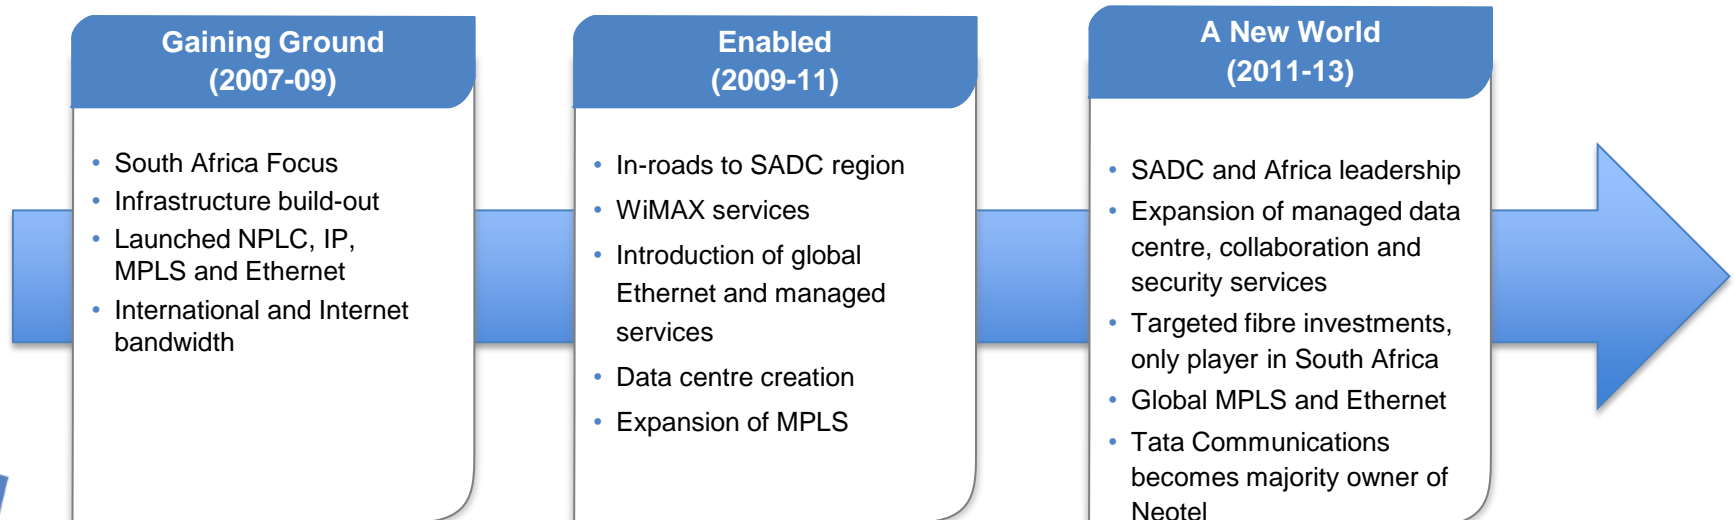 Gaining Ground
(2007-09)
• South Africa Focus
• Infrastructure build-out
• Launched NPLC, IP,
MPLS and Ethernet
• International and Internet
bandwidth
Enabled
(2009-11)
• In-roads to SADC region
• WiMAX services
• Introduction of global
Ethernet and managed
services
• Data centre creation
• Expansion of MPLS
A New World
(2011-13)
• SADC and Africa leadership
• Expansion of managed data
centre, collaboration and
security services
• Targeted fibre investments,
only player in South Africa
• Global MPLS and Ethernet
• Tata Communications
becomes majority owner of
Neotel